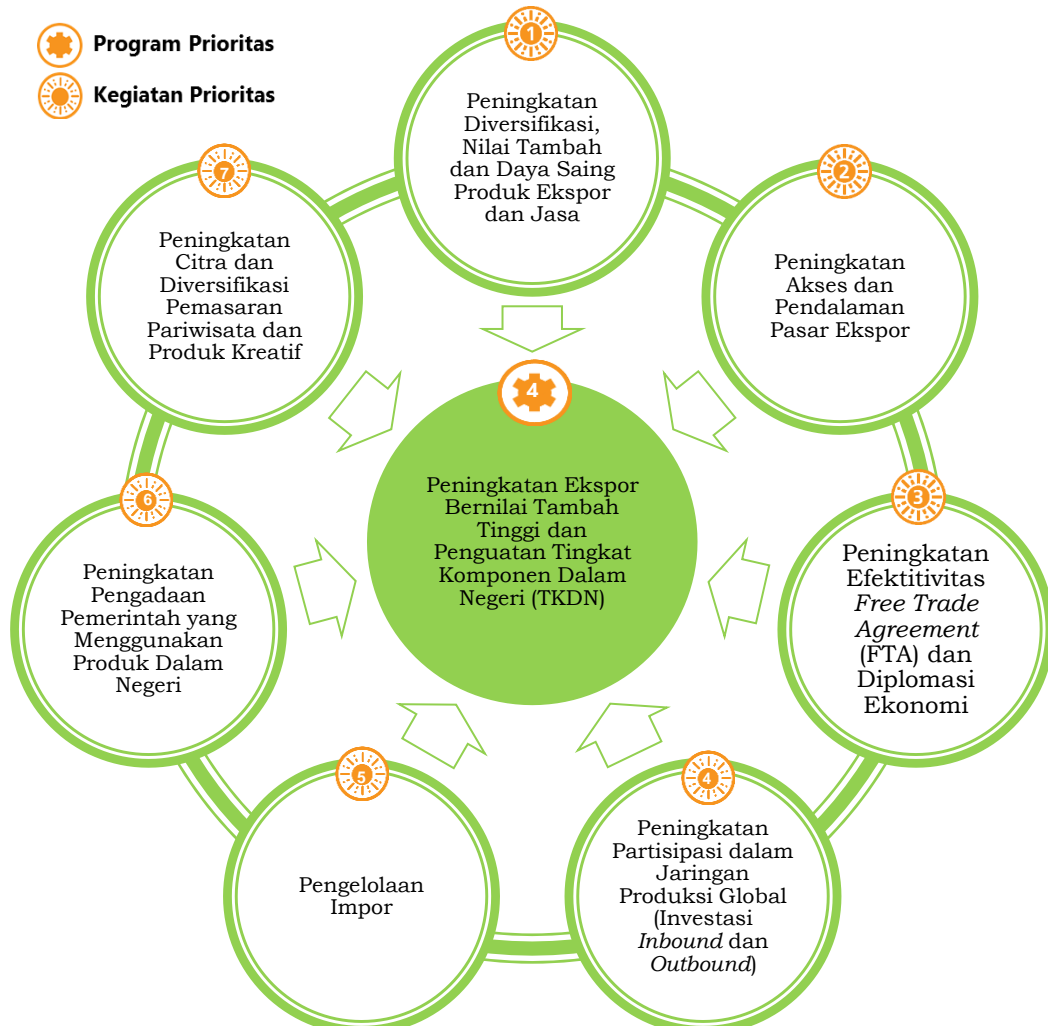 Program Prioritas
Kegiatan Prioritas
1
Peningkatan
Diversifikasi,
Nilai Tambah
dan Daya Saing
Produk Ekspor
dan Jasa
2
Peningkatan
Akses dan
Pendalaman
Pasar Ekspor
3
Peningkatan
Efektitivitas
Free Trade
Agreement
(FTA) dan
Diplomasi
Ekonomi
4
Peningkatan
Partisipasi dalam
Jaringan
Produksi Global
(Investasi
Inbound dan
Outbound)
5
Pengelolaan
Impor
6
Peningkatan
Pengadaan
Pemerintah yang
Menggunakan
Produk Dalam
Negeri
7
Peningkatan
Citra dan
Diversifikasi
Pemasaran
Pariwisata dan
Produk Kreatif
4
Peningkatan Ekspor
Bernilai Tambah
Tinggi dan
Penguatan Tingkat
Komponen Dalam
Negeri (TKDN)